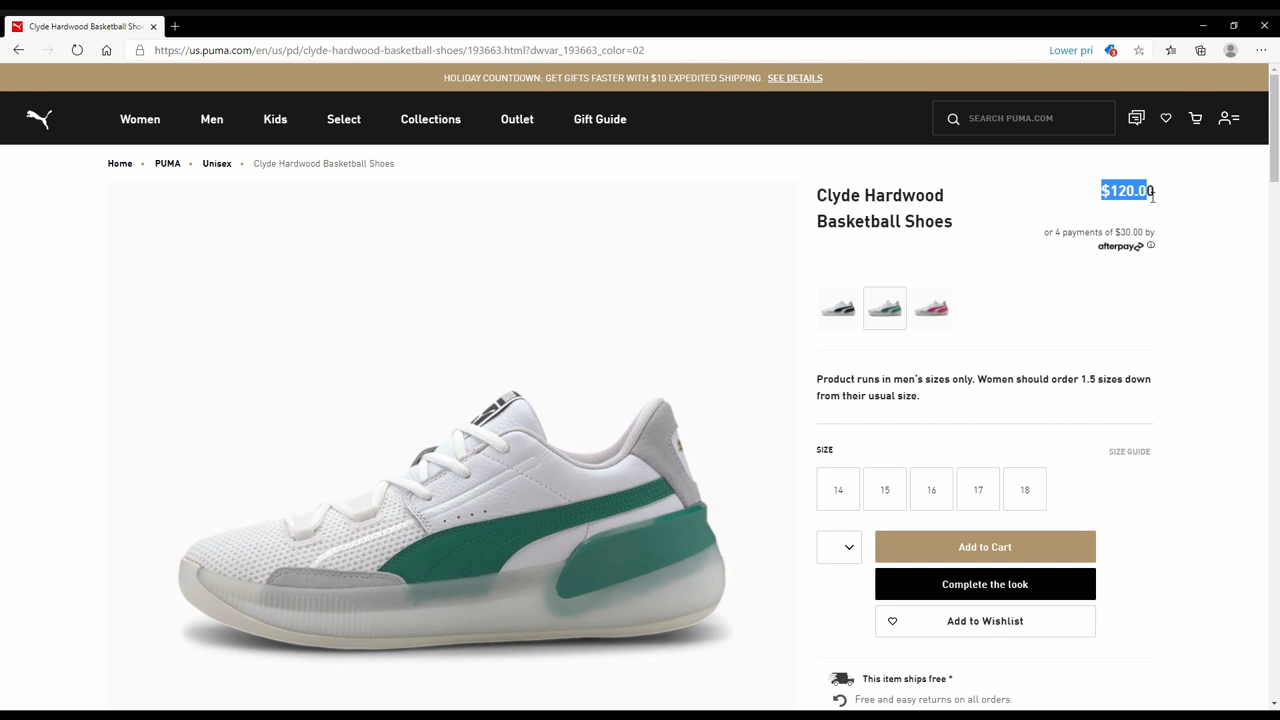 Clyde Hardwood Basketball Sho
https://us.puma.com/en/us/pd/clyde-hardwood-basketball-shoes/193663.html?dwvar_193663_color=02
Lower pri
HOLIDAY COUNTDOWN: GET GIFTS FASTER WITH $10 EXPEDITED SHIPPING. SEE DETAILS
Women Men Kids Select Collections Outlet Gift Guide
SEARCH PUMA.COM
Home • PUMA • Unisex • Clyde Hardwood Basketball Shoes
Clyde Hardwood
Basketball Shoes
$120.00
or 4 payments of $30.00 by
afterpay
Product runs in men's sizes only. Women should order 1.5 sizes down
from their usual size.
SIZE
SIZE GUIDE
14 15 16 17 18
Add to Cart
Complete the look
Add to Wishlist
This item ships free *
Free and easy returns on all orders.